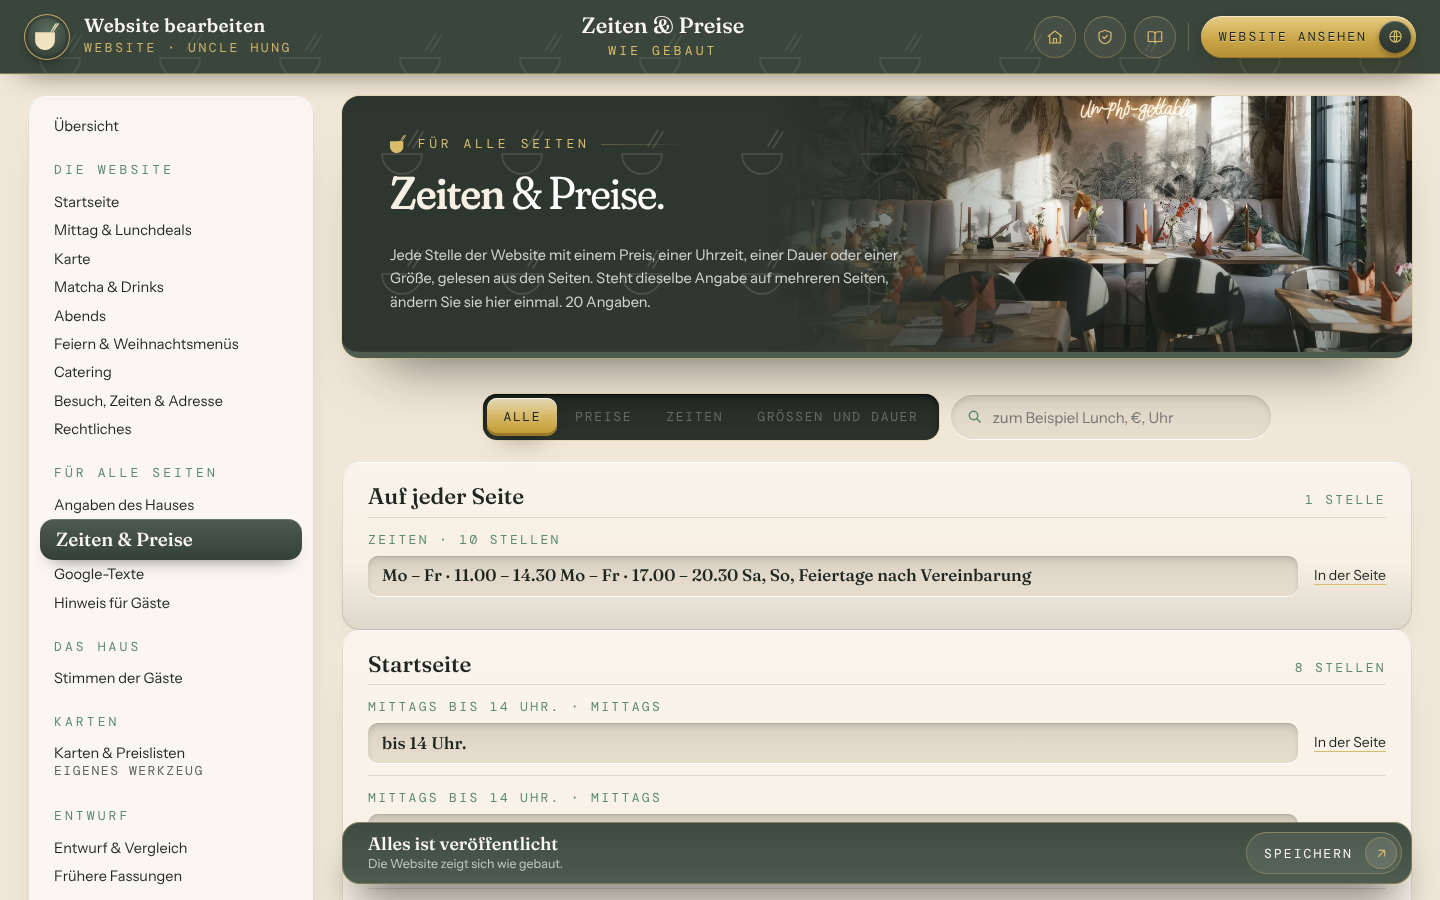 Website bearbeiten
WEBSITE · UNCLE HUNG
Zeiten & Preise
WIE GEBAUT
WEBSITE ANSEHEN
Übersicht
DIE WEBSITE
Startseite
Mittag & Lunchdeals
Karte
Matcha & Drinks
Abends
Feiern & Weihnachtsmenüs
Catering
Besuch, Zeiten & Adresse
Rechtliches
FÜR ALLE SEITEN
Angaben des Hauses
Zeiten & Preise
Google-Texte
Hinweis für Gäste
DAS HAUS
Stimmen der Gäste
KARTEN
Karten & Preislisten
EIGENES WERKZEUG
ENTWURF
Entwurf & Vergleich
Frühere Fassungen
Um-phở-gettable
FÜR ALLE SEITEN
Zeiten & Preise.
Jede Stelle der Website mit einem Preis, einer Uhrzeit, einer Dauer oder einer
Größe, gelesen aus den Seiten. Steht dieselbe Angabe auf mehreren Seiten,
ändern Sie sie hier einmal. 20 Angaben.
ALLE
PREISE
ZEITEN
GRÖSSEN UND DAUER
zum Beispiel Lunch, €, Uhr
Auf jeder Seite
1 STELLE
ZEITEN · 10 STELLEN
Mo – Fr · 11.00 – 14.30 Mo – Fr · 17.00 – 20.30 Sa, So, Feiertage nach Vereinbarung
In der Seite
Startseite
8 STELLEN
MITTAGS BIS 14 UHR. · MITTAGS
bis 14 Uhr.
In der Seite
MITTAGS BIS 14 UHR. · MITTAGS
Alles ist veröffentlicht
Die Website zeigt sich wie gebaut.
SPEICHERN